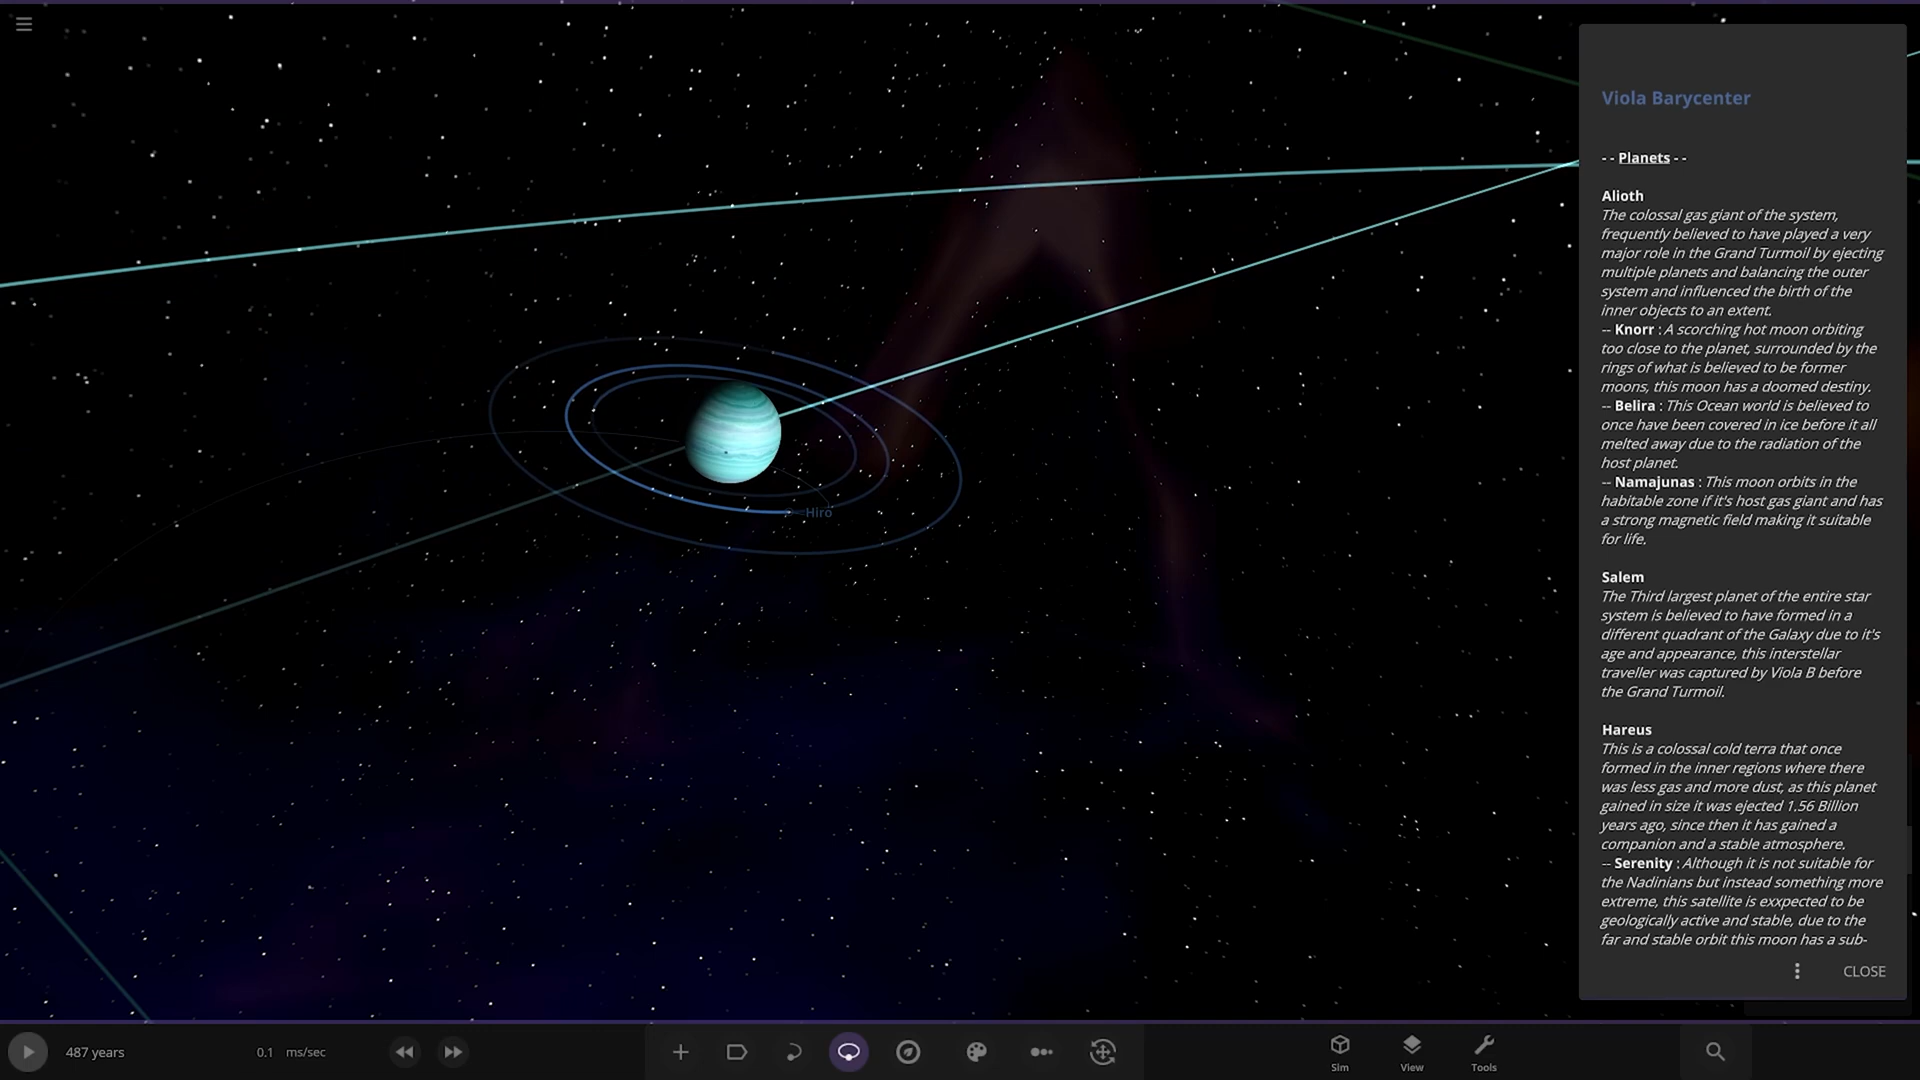 Viola Barycenter
- - Planets - -
Alioth
The colossal gas giant of the system,
frequently believed to have played a very
major role in the Grand Turmoil by ejecting
multiple planets and balancing the outer
system and influenced the birth of the
inner objects to an extent.
-- Knorr : A scorching hot moon orbiting
too close to the planet, surrounded by the
rings of what is believed to be former
moons, this moon has a doomed destiny.
-- Belira : This Ocean world is believed to
once have been covered in ice before it all
melted away due to the radiation of the
host planet.
-- Namajunas : This moon orbits in the
habitable zone if it's host gas giant and has
a strong magnetic field making it suitable
for life.
Salem
The Third largest planet of the entire star
system is believed to have formed in a
different quadrant of the Galaxy due to it's
age and appearance, this interstellar
traveller was captured by Viola B before
the Grand Turmoil.
Hareus
This is a colossal cold terra that once
formed in the inner regions where there
was less gas and more dust, as this planet
gained in size it was ejected 1.56 Billion
years ago, since then it has gained a
companion and a stable atmosphere.
-- Serenity : Although it is not suitable for
the Nadinians but instead something more
extreme, this satellite is exxpected to be
geologically active and stable, due to the
far and stable orbit this moon has a sub-
CLOSE
Hiro
487 years
0.1 ms/sec
Sim
View
Tools